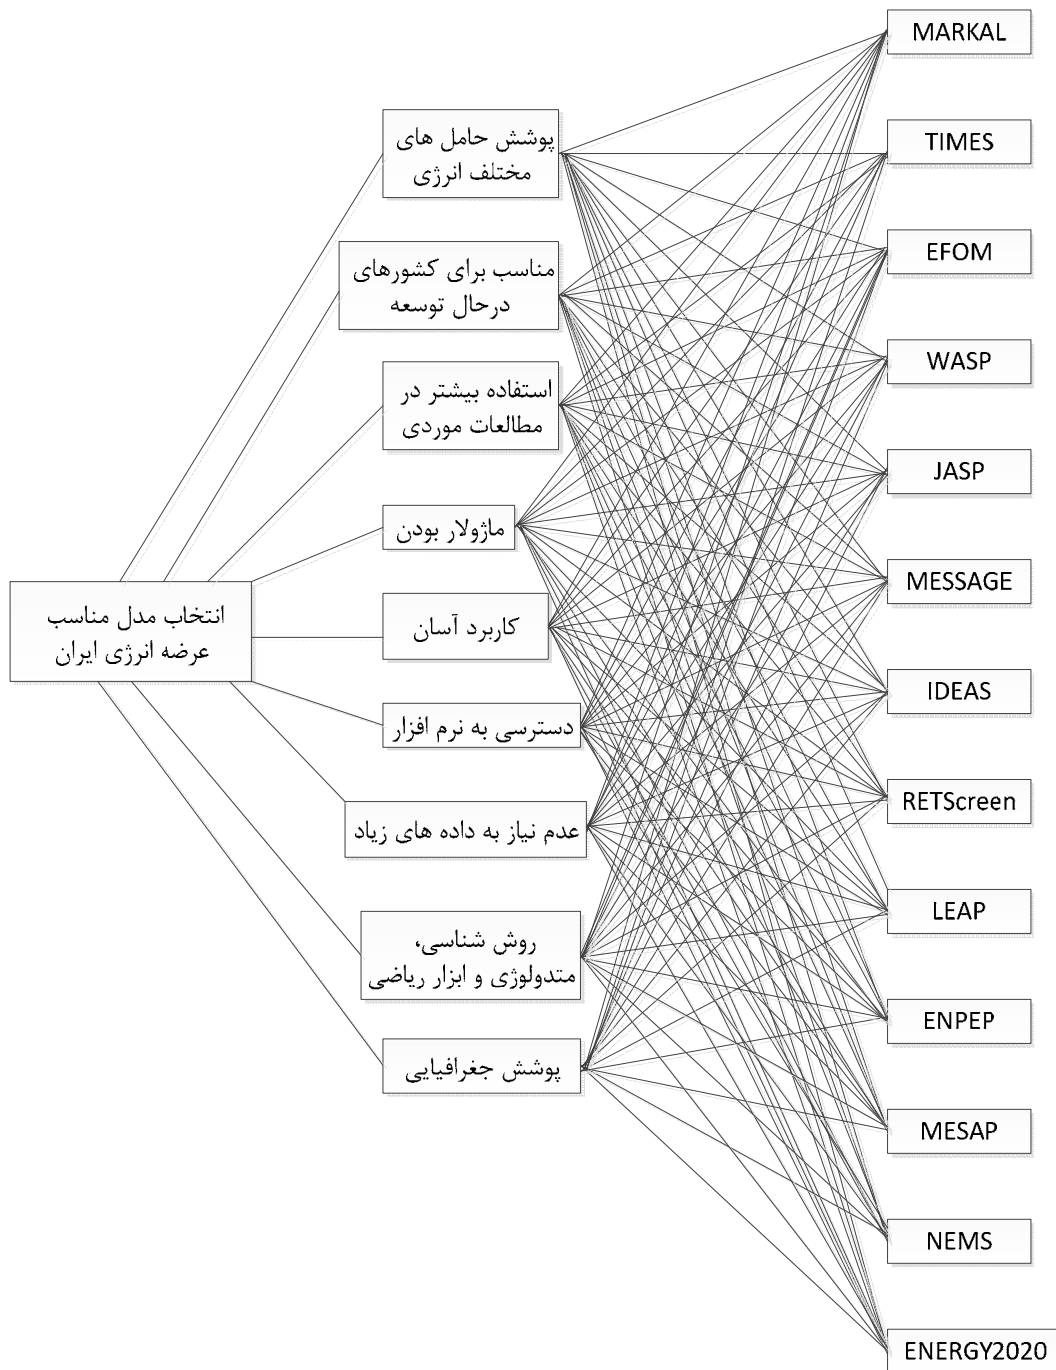 انتخاب مدل مناسب
عرضه انرژی ایران
پوشش حامل های
مختلف انرژی
مناسب برای کشورهای
درحال توسعه
استفاده بیشتر در
مطالعات موردی
ماژولار بودن
کاربرد آسان
دسترسی به نرم افزار
عدم نیاز به داده های زیاد
روش شناسی،
متدولوژی و ابزار ریاضی
پوشش جغرافیایی
MARKAL
TIMES
EFOM
WASP
JASP
MESSAGE
IDEAS
RETScreen
LEAP
ENPEP
MESAP
NEMS
ENERGY2020